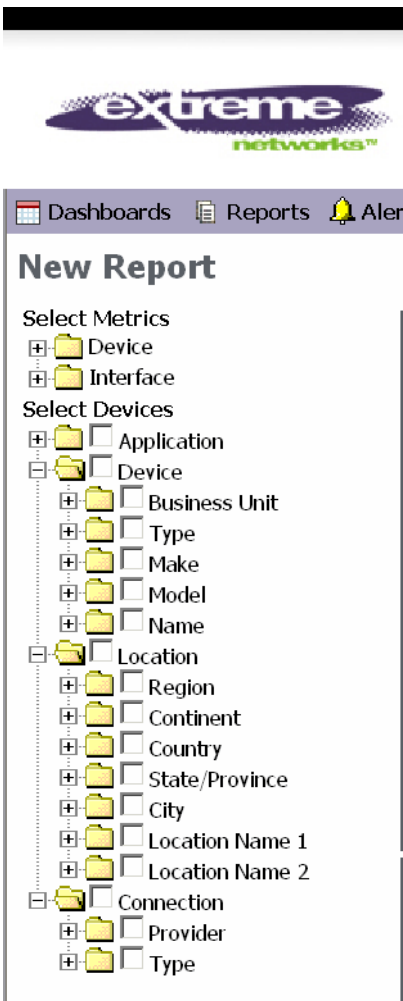 extreme
networks™
Dashboards Reports Aler
New Report
Select Metrics
Device
Interface
Select Devices
Application
Device
Business Unit
Type
Make
Model
Name
Location
Region
Continent
Country
State/Province
City
Location Name 1
Location Name 2
Connection
Provider
Type